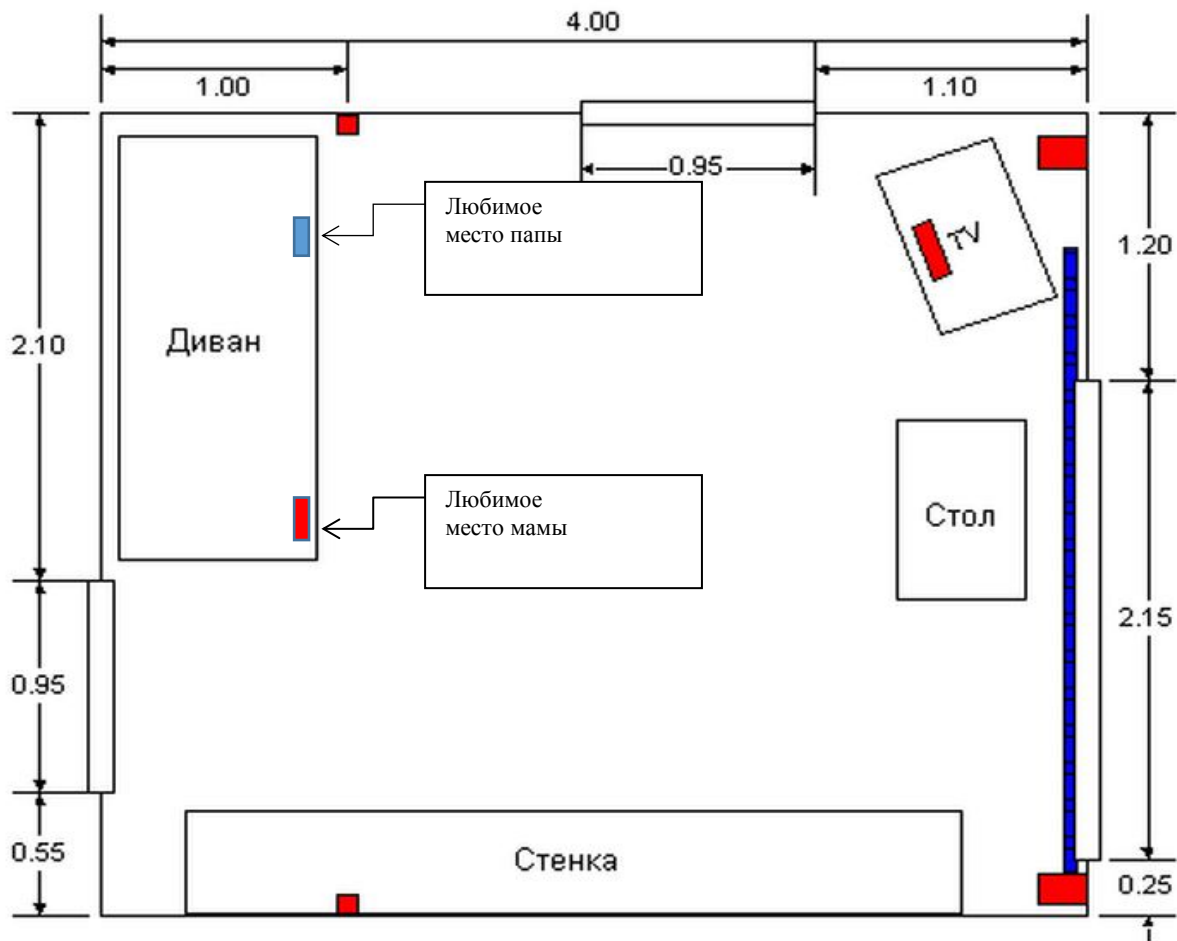 4.00
1.00
1.10
0.95
Любимое
место папы
TV
1.20
2.10
Диван
Любимое
место мамы
Стол
2.15
0.95
0.55
Стенка
0.25